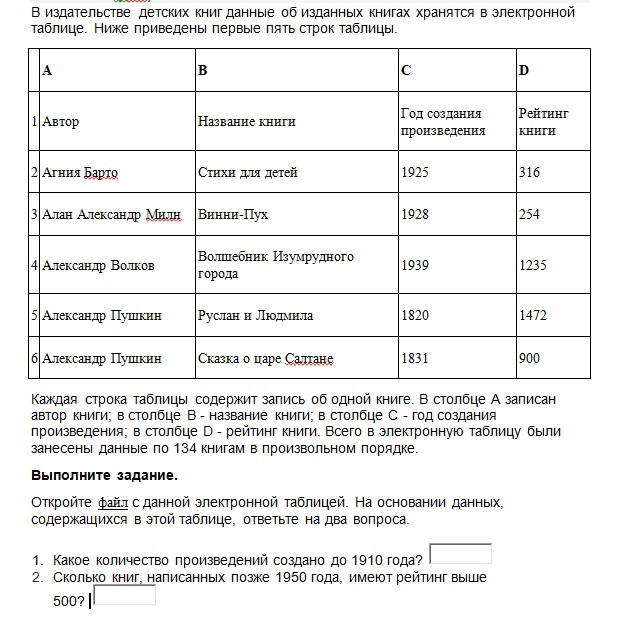 В издательстве детских книг данные об изданных книгах хранятся в электронной
таблице. Ниже приведены первые пять строк таблицы.
A B C D
1 Автор Название книги Год создания произведения Рейтинг книги
2 Агния Барто Стихи для детей 1925 316
3 Алан Александр Милн Винни-Пух 1928 254
4 Александр Волков Волшебник Изумрудного города 1939 1235
5 Александр Пушкин Руслан и Людмила 1820 1472
6 Александр Пушкин Сказка о царе Салтане 1831 900
Каждая строка таблицы содержит запись об одной книге. В столбце А записан
автор книги; в столбце В - название книги; в столбце С - год создания
произведения; в столбце D - рейтинг книги. Всего в электронную таблицу были
занесены данные по 134 книгам в произвольном порядке.
Выполните задание.
Откройте файл с данной электронной таблицей. На основании данных,
содержащихся в этой таблице, ответьте на два вопроса.
1. Какое количество произведений создано до 1910 года?
2. Сколько книг, написанных позже 1950 года, имеют рейтинг выше
500?